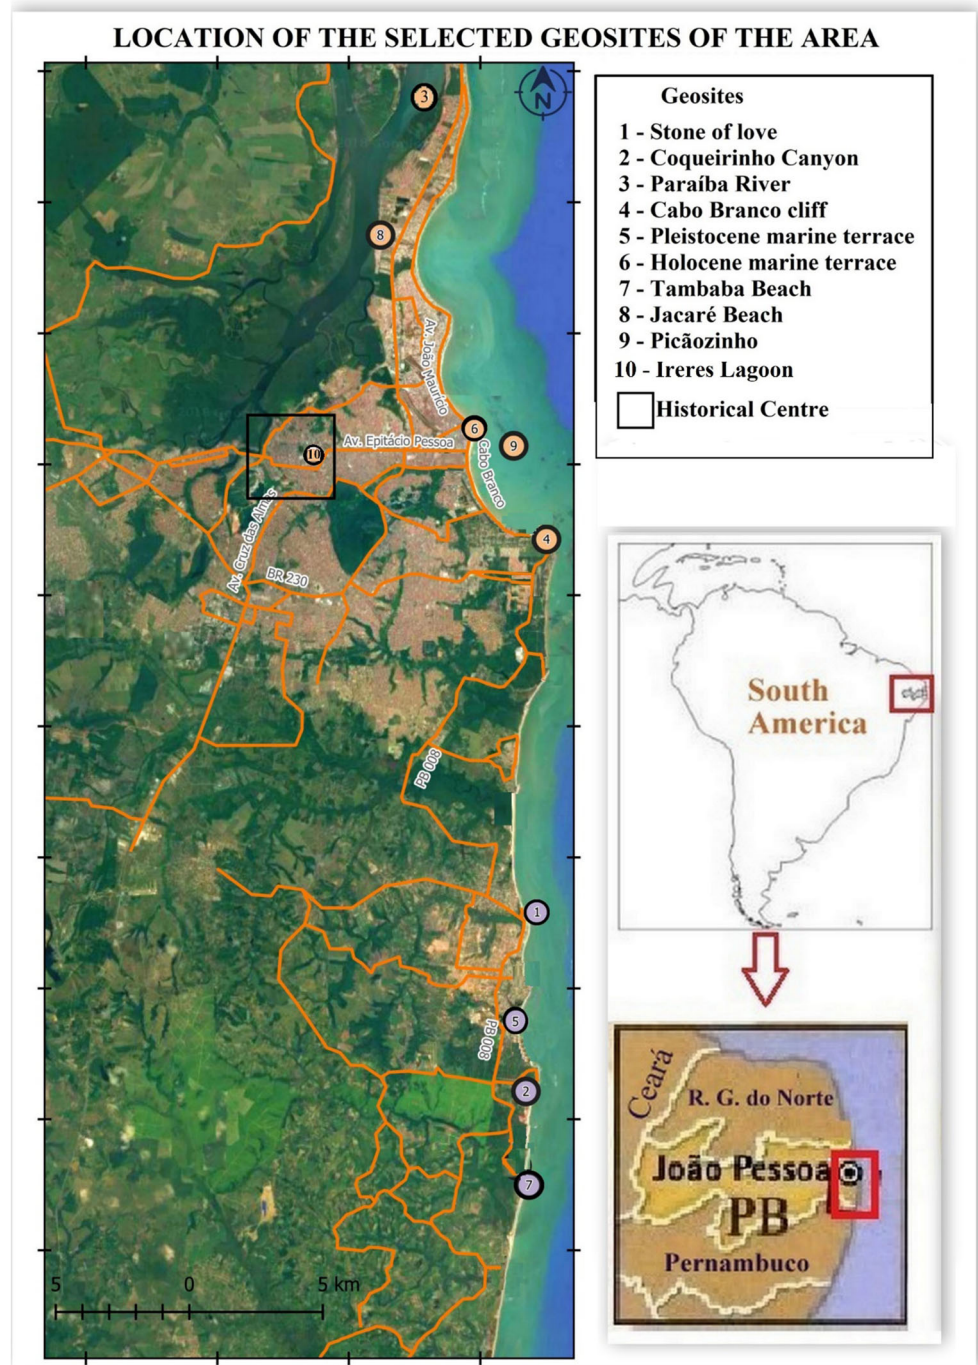 LOCATION OF THE SELECTED GEOSITES OF THE AREA
N
3
8
Av. João Maurício
6
9
Av. Epitácio Pessoa
Cabo Branco
10
4
Av. Cruz das Almas
BR 230
PB 008
1
5
PB 008
2
7
5 0 5 km
Geosites
1 - Stone of love
2 - Coqueirinho Canyon
3 - Paraíba River
4 - Cabo Branco cliff
5 - Pleistocene marine terrace
6 - Holocene marine terrace
7 - Tambaba Beach
8 - Jacaré Beach
9 - Picãozinho
10 - Ireres Lagoon
Historical Centre
South
America
Ceará
R. G. do Norte
João Pessoa
PB
Pernambuco